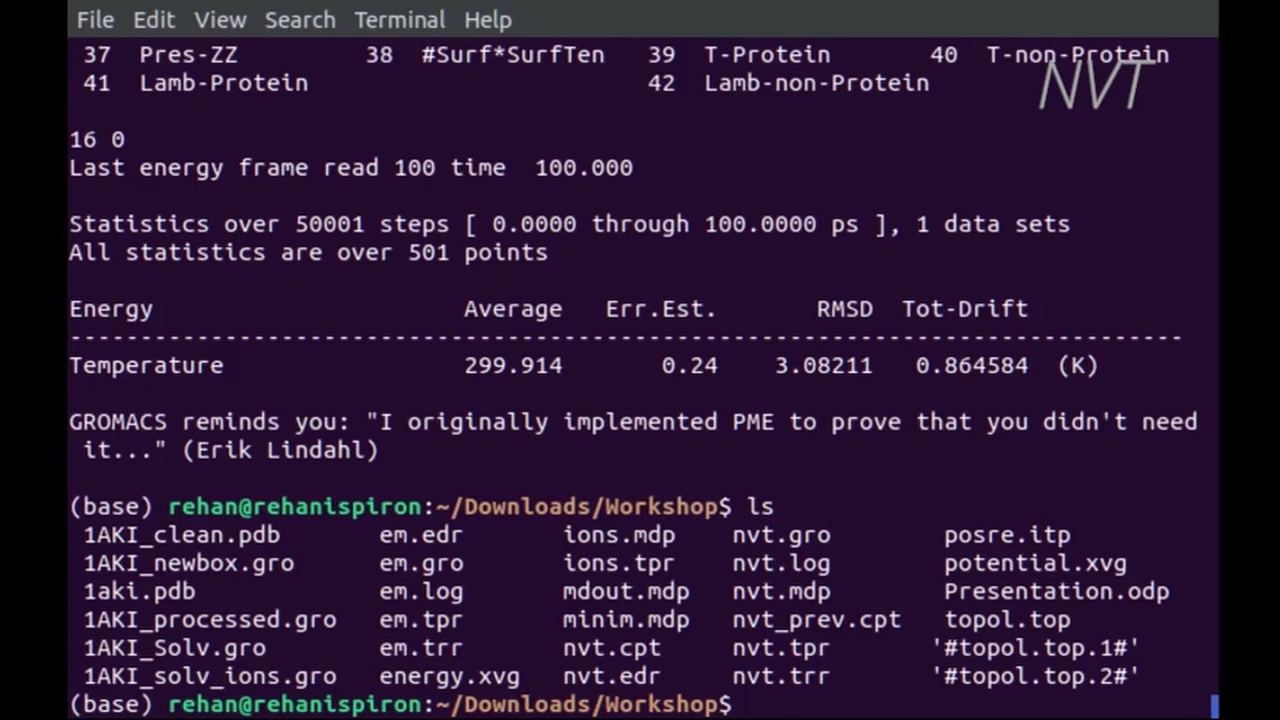 File Edit View Search Terminal Help
37 Pres-ZZ 38 #Surf*SurfTen 39 T-Protein 40 T-non-Protein
41 Lamb-Protein 42 Lamb-non-Protein
NVT
16 0
Last energy frame read 100 time 100.000
Statistics over 50001 steps [ 0.0000 through 100.0000 ps ], 1 data sets
All statistics are over 501 points
Energy Average Err.Est. RMSD Tot-Drift
-------------------------------------------------------------------------------
Temperature 299.914 0.24 3.08211 0.864584 (K)
GROMACS reminds you: "I originally implemented PME to prove that you didn't need
it..." (Erik Lindahl)
(base) rehan@rehanispiron:~/Downloads/Workshop$ ls
1AKI_clean.pdb em.edr ions.mdp nvt.gro posre.itp
1AKI_newbox.gro em.gro ions.tpr nvt.log potential.xvg
1aki.pdb em.log mdout.mdp nvt.mdp Presentation.odp
1AKI_processed.gro em.tpr minim.mdp nvt_prev.cpt topol.top
1AKI_Solv.gro em.trr nvt.cpt nvt.tpr '#topol.top.1#'
1AKI_solv_ions.gro energy.xvg nvt.edr nvt.trr '#topol.top.2#'
(base) rehan@rehanispiron:~/Downloads/Workshop$